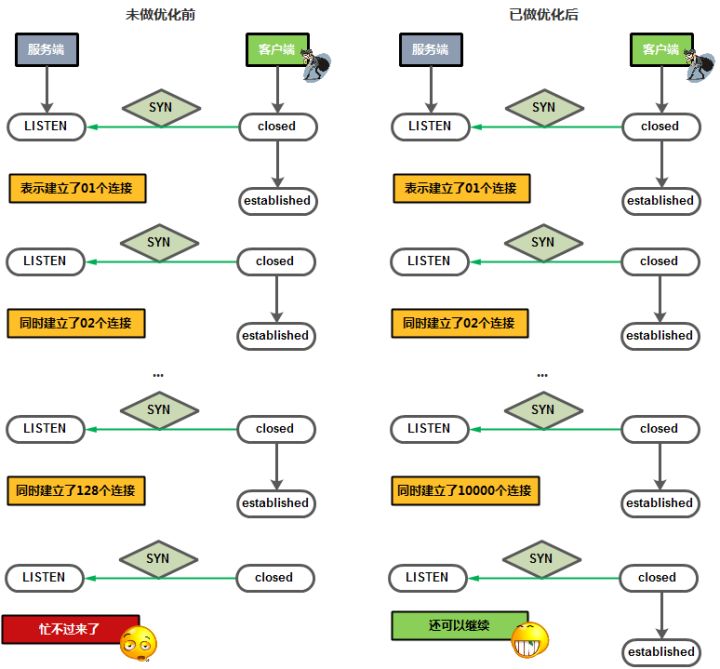 未做优化前
服务端
客户端
SYN
LISTEN
closed
表示建立了01个连接
established
SYN
LISTEN
closed
同时建立了02个连接
established
...
SYN
LISTEN
closed
同时建立了128个连接
established
SYN
LISTEN
closed
忙不过来了
已做优化后
服务端
客户端
SYN
LISTEN
closed
表示建立了01个连接
established
SYN
LISTEN
closed
同时建立了02个连接
established
...
SYN
LISTEN
closed
同时建立了10000个连接
established
SYN
LISTEN
closed
还可以继续
established